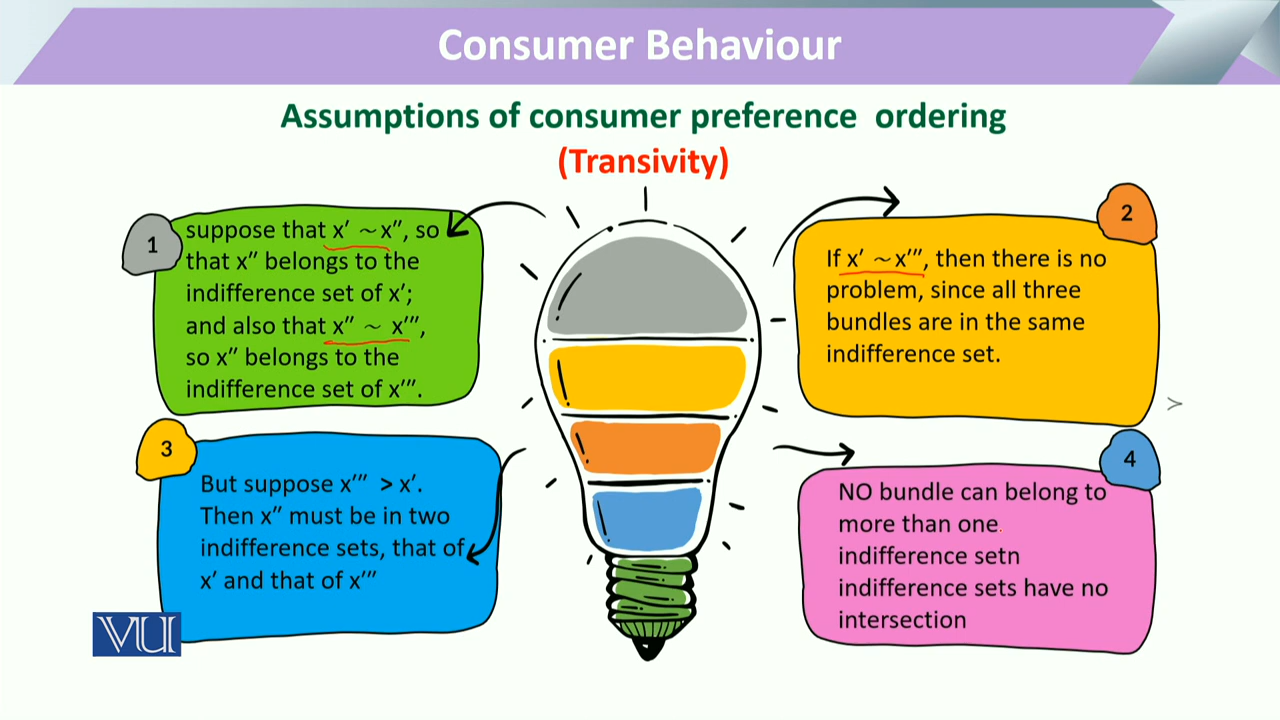 Consumer Behaviour
Assumptions of consumer preference ordering
(Transivity)
1
suppose that x′ ~x″, so
that x″ belongs to the
indifference set of x′;
and also that x″ ~ x‴,
so x″ belongs to the
indifference set of x‴.
2
If x′ ~x‴, then there is no
problem, since all three
bundles are in the same
indifference set.
3
But suppose x‴ > x′.
Then x″ must be in two
indifference sets, that of
x′ and that of x‴
4
NO bundle can belong to
more than one
indifference setn
indifference sets have no
intersection
VU